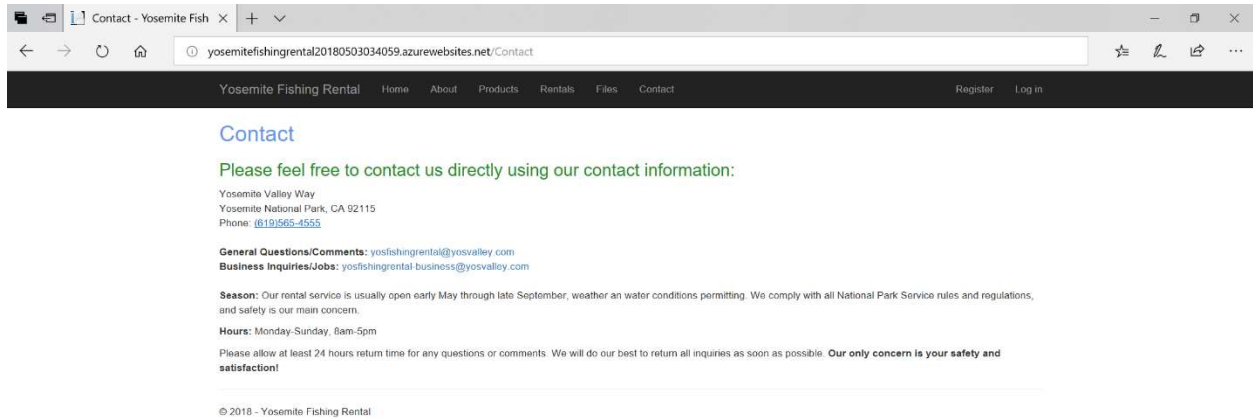 Contact - Yosemite Fish
yosemitefishingrental20180503034059.azurewebsites.net/Contact
Yosemite Fishing Rental Home About Products Rentals Files Contact Register Log in
Contact
Please feel free to contact us directly using our contact information:
Yosemite Valley Way
Yosemite National Park, CA 92115
Phone: (619)565-4555
General Questions/Comments: yosfishingrental@yosvalley.com
Business Inquiries/Jobs: yosfishingrental-business@yosvalley.com
Season: Our rental service is usually open early May through late September, weather an water conditions permitting. We comply with all National Park Service rules and regulations,
and safety is our main concern.
Hours: Monday-Sunday, 8am-5pm
Please allow at least 24 hours return time for any questions or comments. We will do our best to return all inquiries as soon as possible. Our only concern is your safety and
satisfaction!
© 2018 - Yosemite Fishing Rental